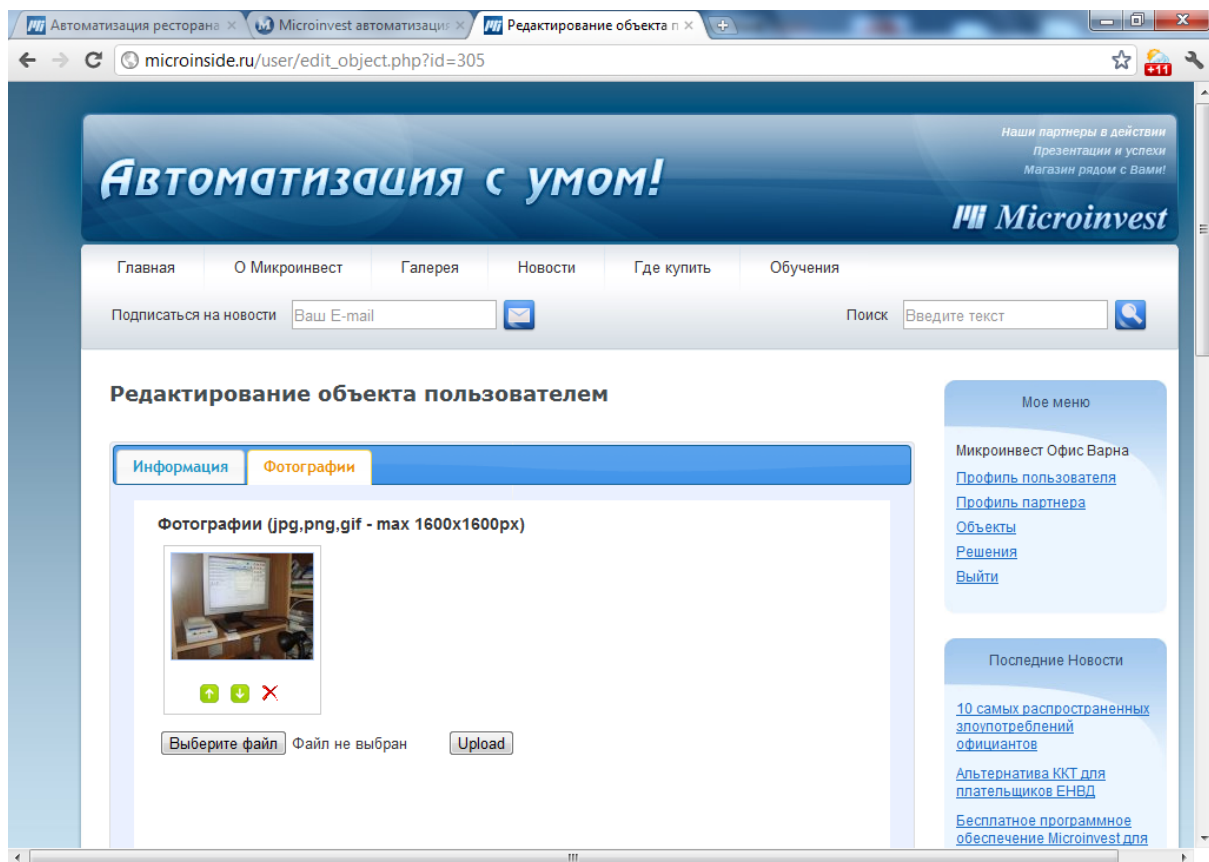 Автоматизация ресторана
Microinvest автоматизация
Редактирование объекта п
microinside.ru/user/edit_object.php?id=305
+11
Наши партнеры в действии
Презентации и успехи
Магазин рядом с Вами!
Автоматизация с умом!
Microinvest
Главная О Микроинвест Галерея Новости Где купить Обучения
Подписаться на новости Ваш E-mail Поиск Введите текст
Редактирование объекта пользователем
Информация Фотографии
Фотографии (jpg,png,gif - max 1600x1600px)
Выберите файл Файл не выбран Upload
Мое меню
Микроинвест Офис Варна
Профиль пользователя
Профиль партнера
Объекты
Решения
Выйти
Последние Новости
10 самых распространенных
злоупотреблений
официантов
Альтернатива ККТ для
плательщиков ЕНВД
Бесплатное программное
обеспечение Microinvest для